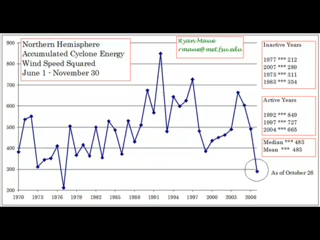 Northern Hemisphere
Accumulated Cyclone Energy
Wind Speed Squared
June 1 - November 30
Ryan Maue
rmaue@met.fsu.edu
Inactive Years
1977 *** 212
2007 *** 289
1973 *** 311
1983 *** 354
Active Years
1992 *** 849
1997 *** 727
2004 *** 665
Median *** 483
Mean *** 483
As of October 26
900
800
700
600
500
400
300
200
1970
1973
1976
1979
1982
1985
1988
1991
1994
1997
2000
2003
2006